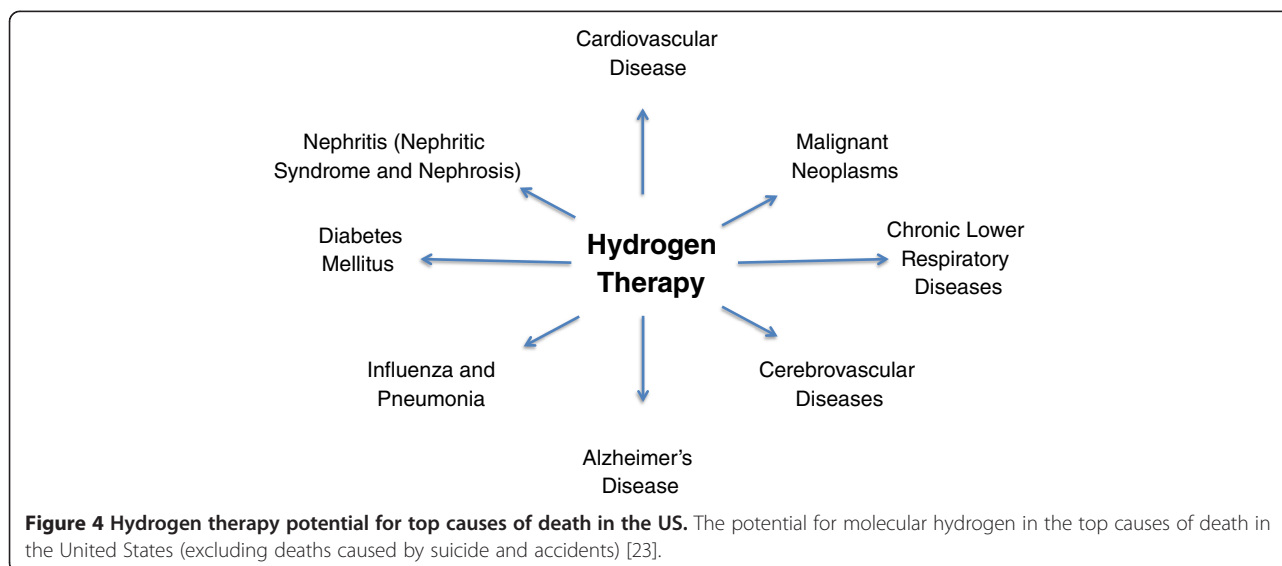 Cardiovascular
Disease
Nephritis (Nephritic
Syndrome and Nephrosis)
Malignant
Neoplasms
Diabetes
Mellitus
Hydrogen
Therapy
Chronic Lower
Respiratory
Diseases
Influenza and
Pneumonia
Cerebrovascular
Diseases
Alzheimer's
Disease
Figure 4 Hydrogen therapy potential for top causes of death in the US. The potential for molecular hydrogen in the top causes of death in
the United States (excluding deaths caused by suicide and accidents) [23].